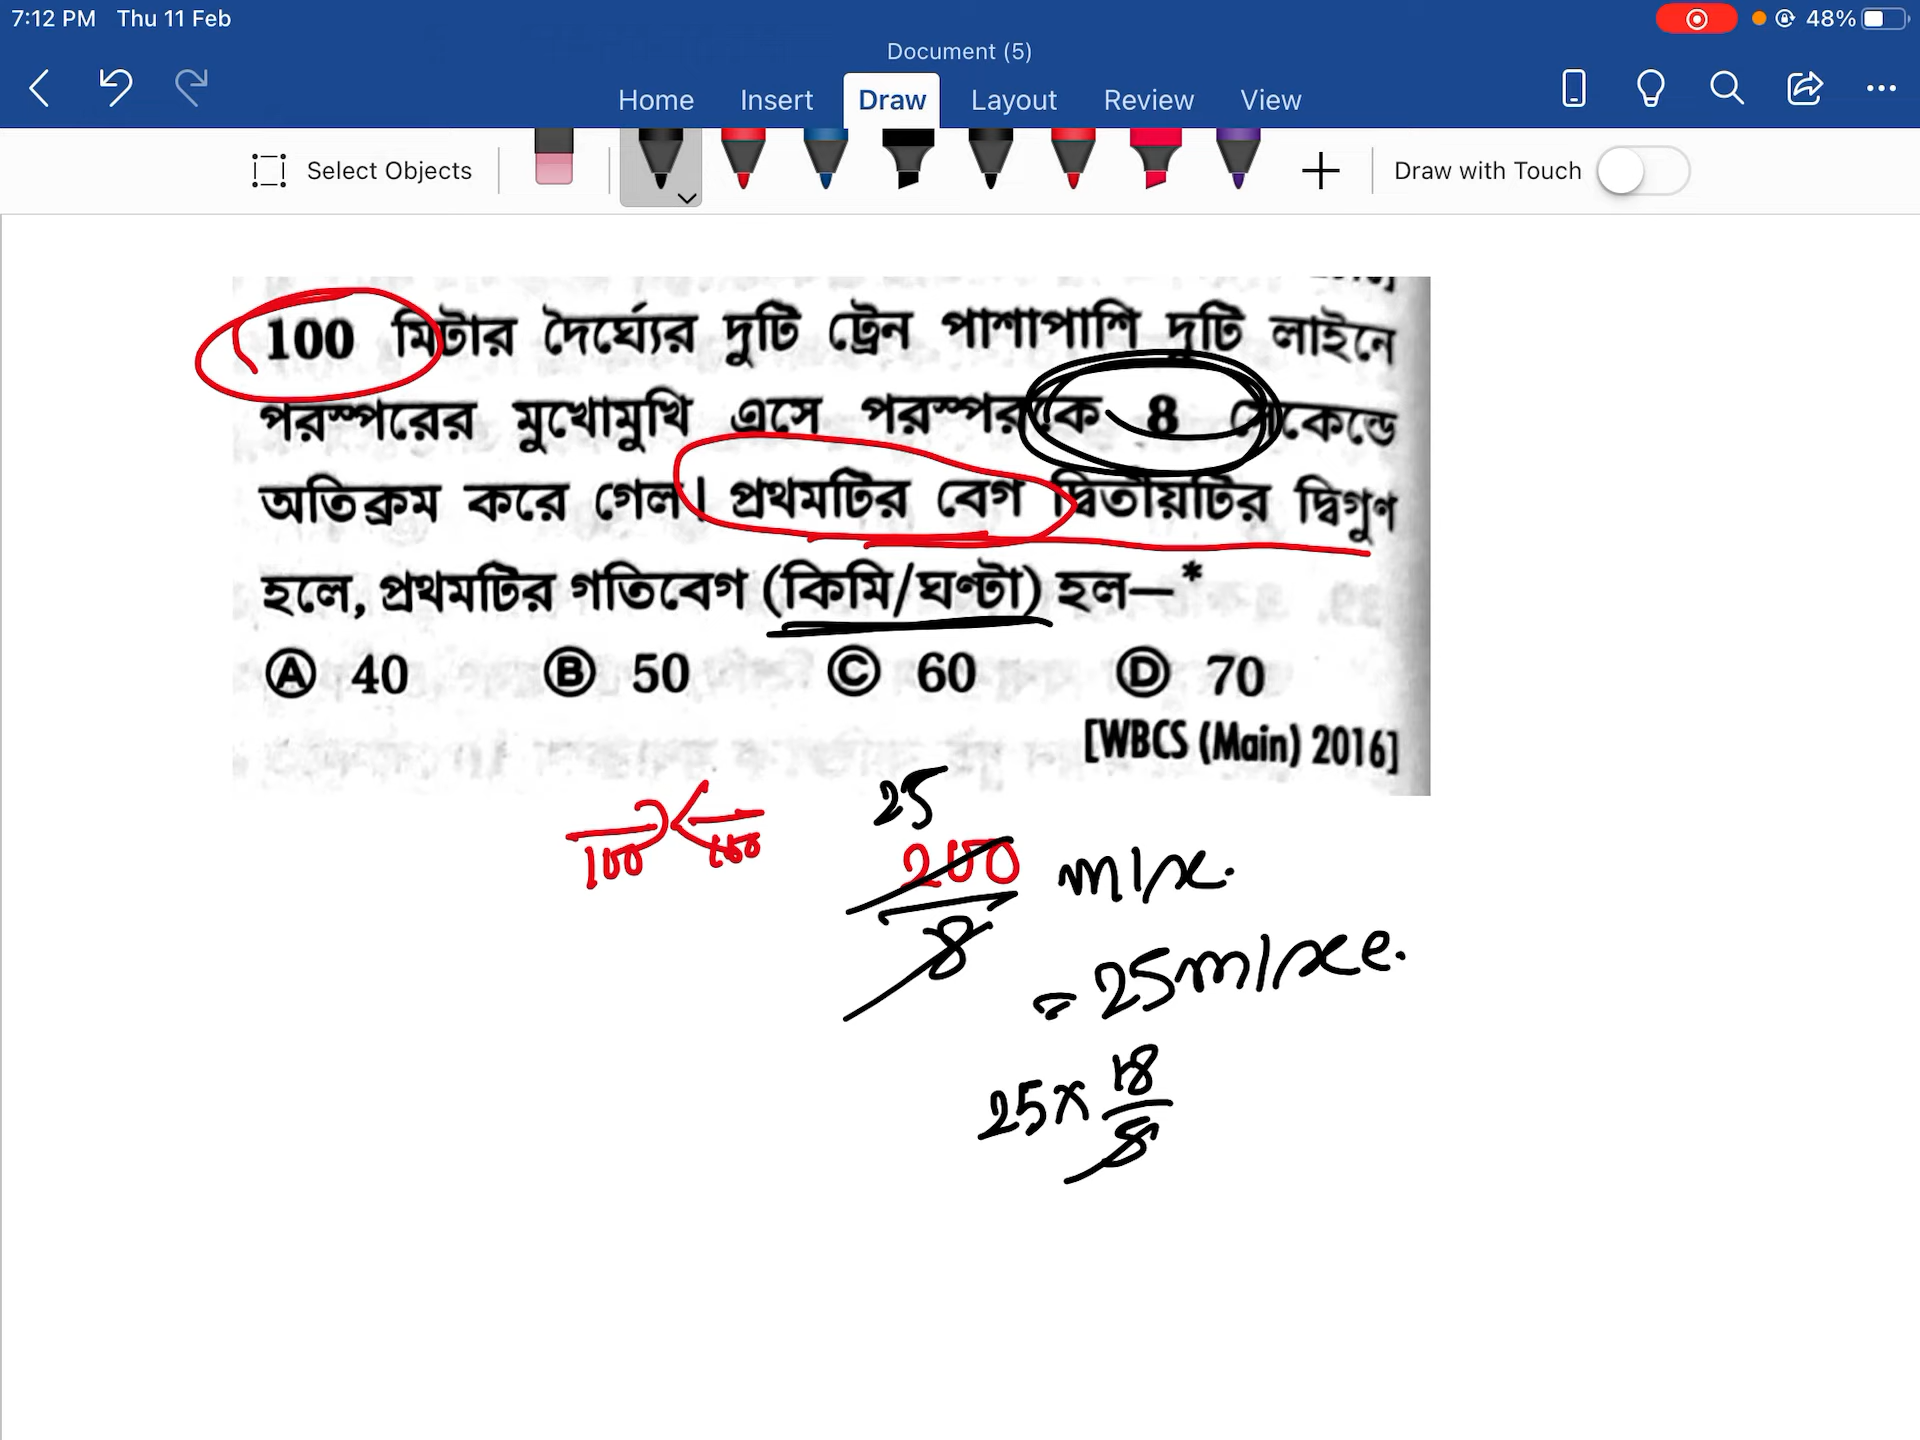 7:12 PM Thu 11 Feb
48%
Document (5)
Home Insert Draw Layout Review View
Select Objects
Draw with Touch
100 মিটার দৈর্ঘ্যের দুটি ট্রেন পাশাপাশি দুটি লাইনে
পরস্পরের মুখোমুখি এসে পরস্পরকে 8 সেকেন্ডে
অতিক্রম করে গেল। প্রথমটির বেগ দ্বিতীয়টির দ্বিগুণ
হলে, প্রথমটির গতিবেগ (কিমি/ঘণ্টা) হল—*
Ⓐ 40 Ⓑ 50 Ⓒ 60 Ⓓ 70
[WBCS (Main) 2016]
25
100 100
200 m/s.
8
= 25m/sec.
25 × 18
5